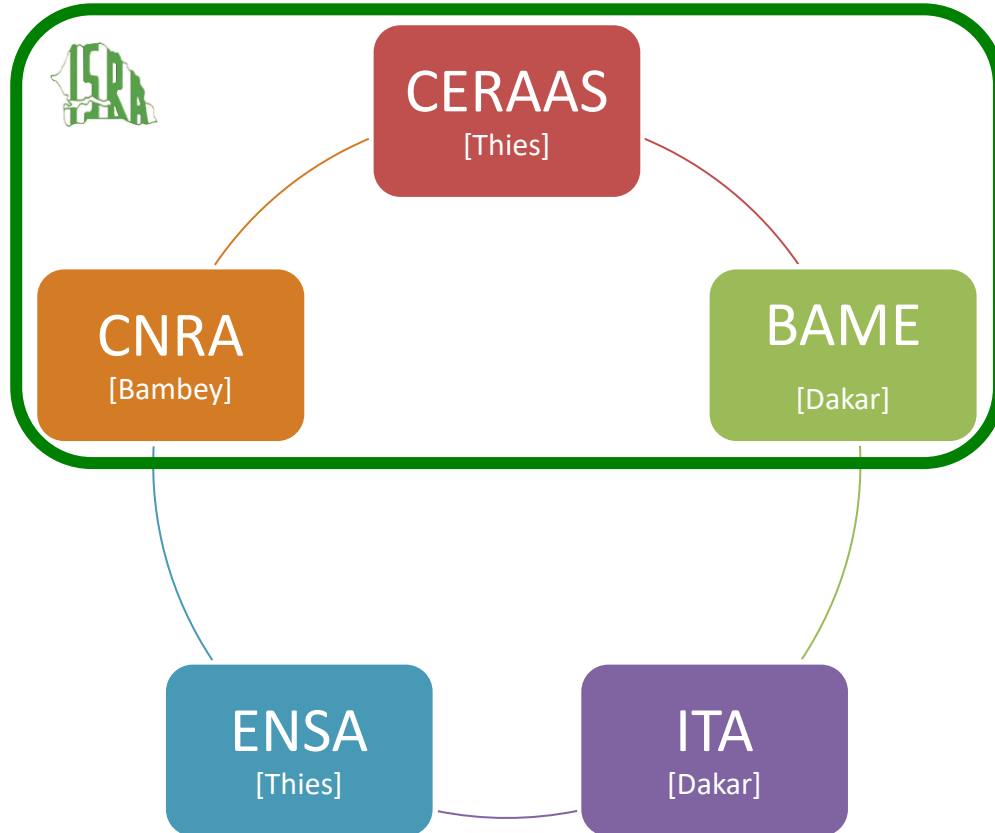 ISRA
CERAAS
[Thies]
CNRA
[Bambey]
BAME
[Dakar]
ENSA
[Thies]
ITA
[Dakar]